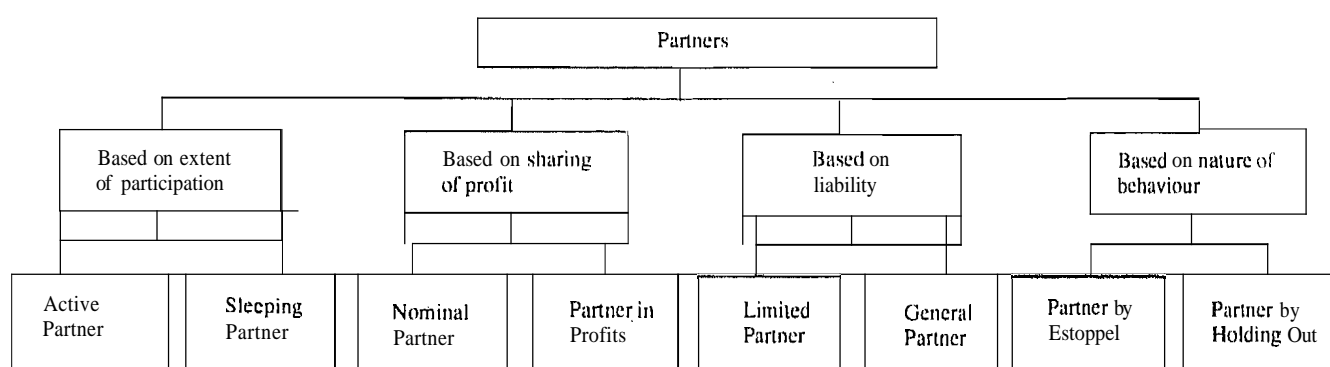 Partners
Based on extent
of participation
Based on sharing
of profit
Based on
liability
Based on nature of
behaviour
Active
Partner
Sleeping
Partner
Nominal
Partner
Partner in
Profits
Limited
Partner
General
Partner
Partner by
Estoppel
Partner by
Holding Out